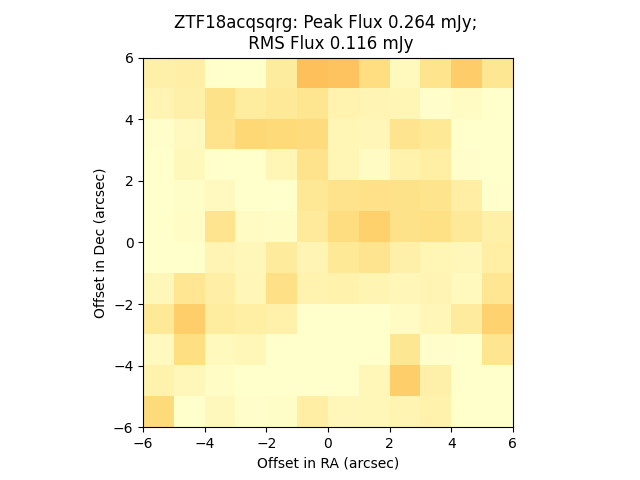 ZTF18acqsqrg: Peak Flux 0.264 mJy;
RMS Flux 0.116 mJy
6
4
2
0
−2
−4
−6
Offset in Dec (arcsec)
−6 −4 −2 0 2 4 6
Offset in RA (arcsec)